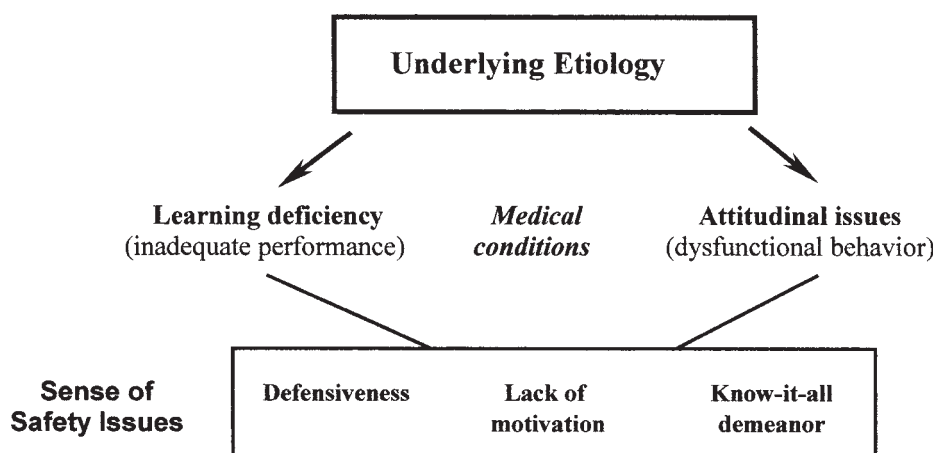 Underlying Etiology
Learning deficiency
(inadequate performance)
Medical
conditions
Attitudinal issues
(dysfunctional behavior)
Sense of
Safety Issues
Defensiveness
Lack of
motivation
Know-it-all
demeanor